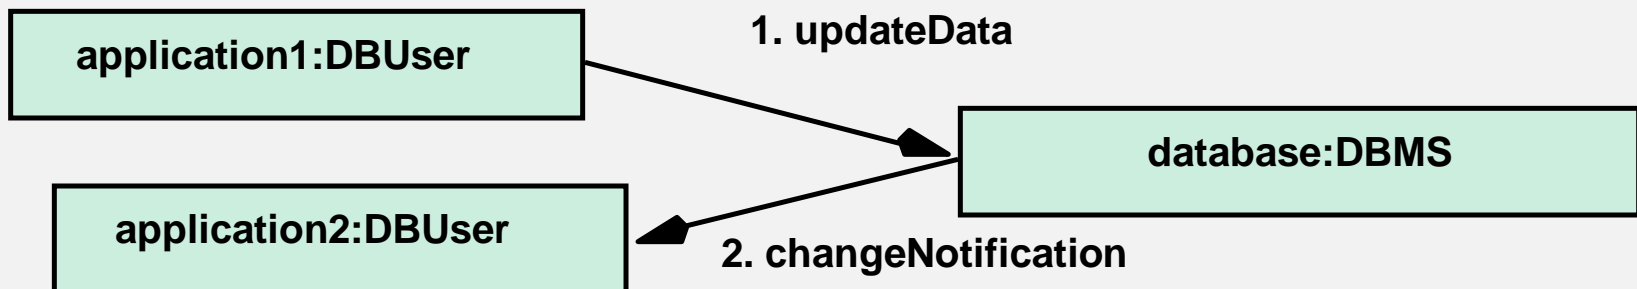 1. updateData
application1:DBUser
database:DBMS
application2:DBUser
2. changeNotification